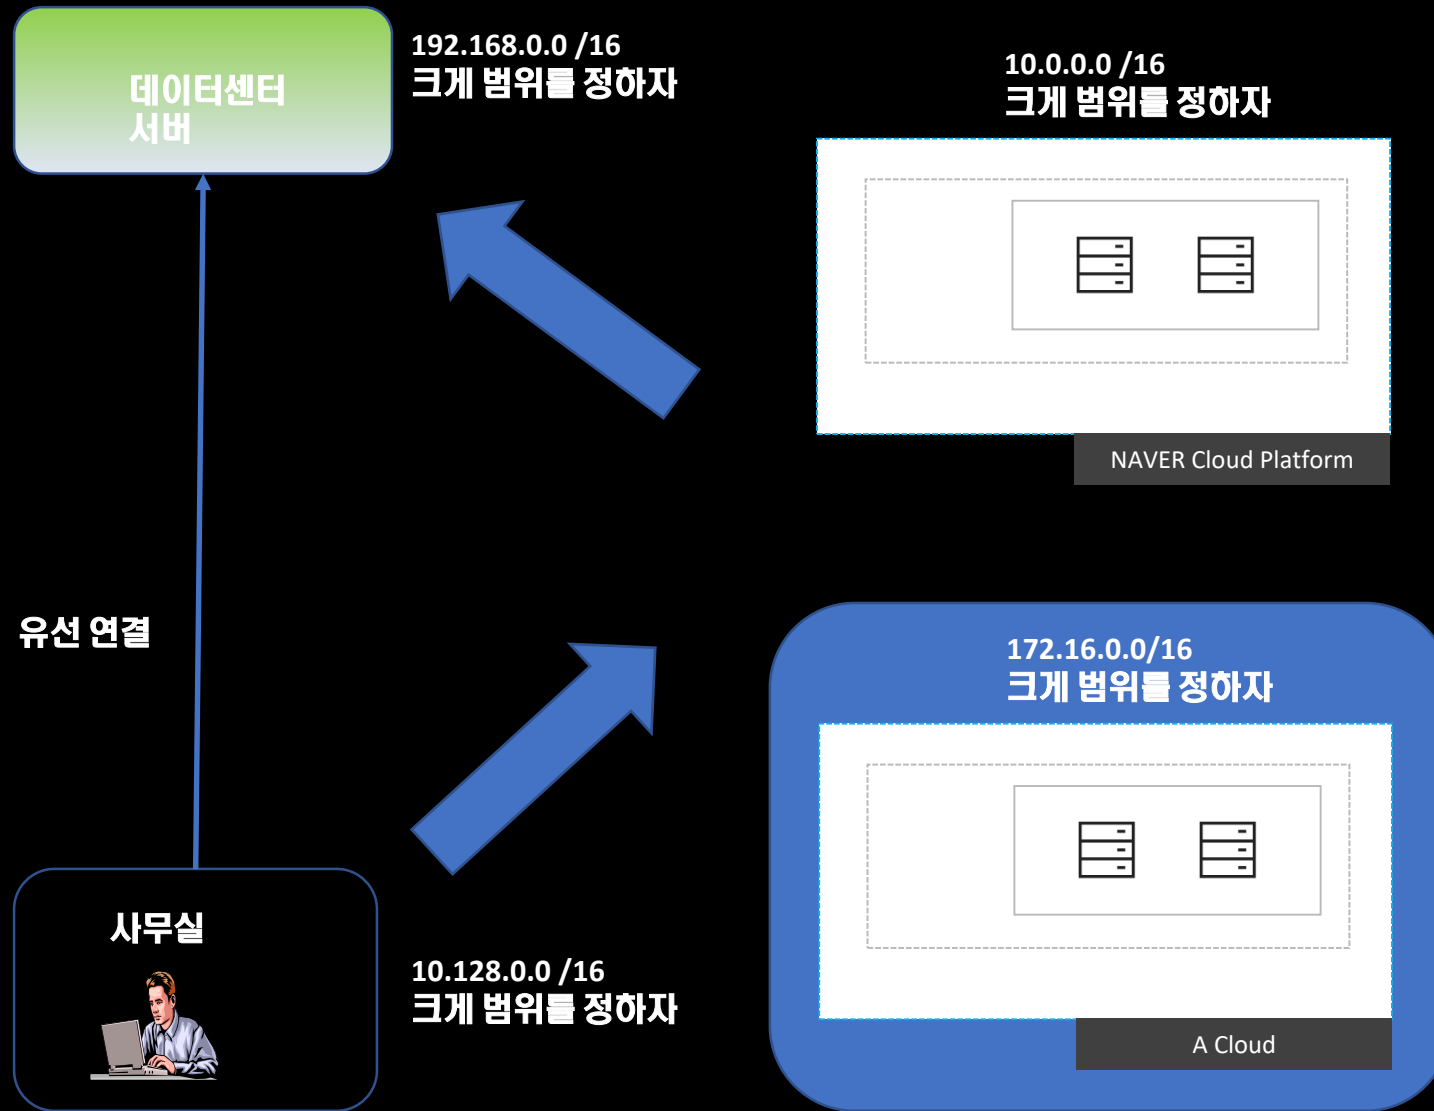 데이터센터
서버
192.168.0.0 /16
크게 범위를 정하자
10.0.0.0 /16
크게 범위를 정하자
NAVER Cloud Platform
유선 연결
172.16.0.0/16
크게 범위를 정하자
A Cloud
사무실
10.128.0.0 /16
크게 범위를 정하자